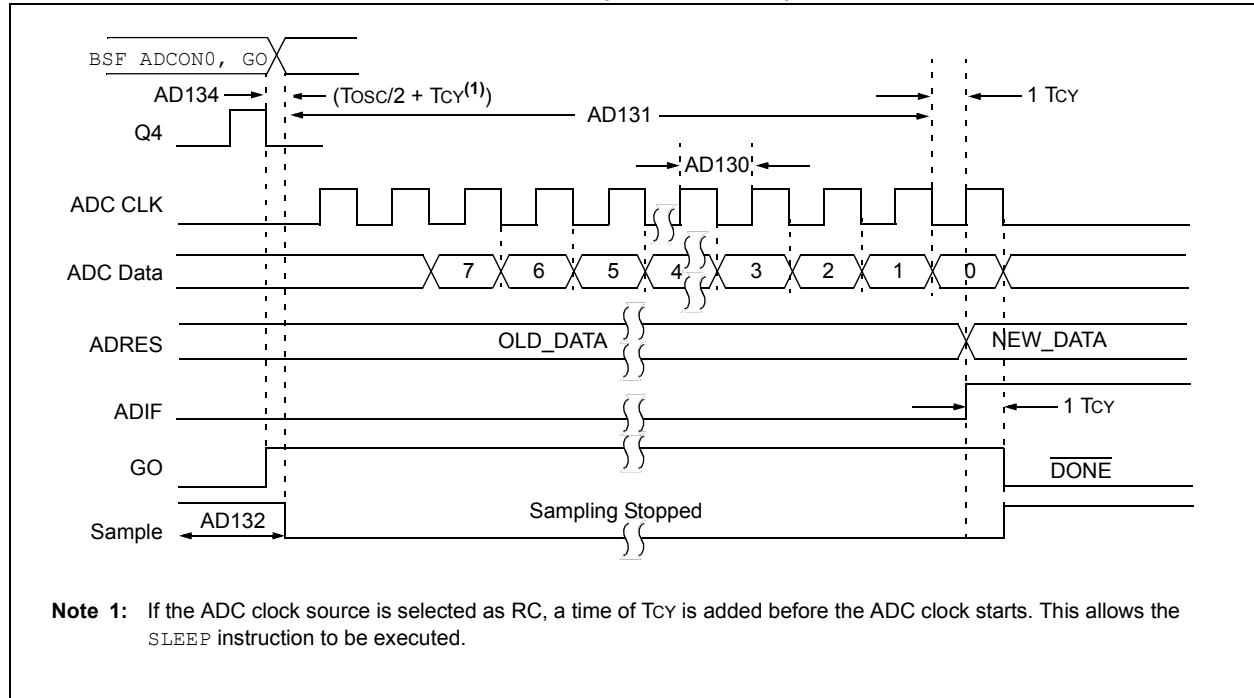 BSF ADCON0, GO
AD134 (TOSC/2 + TCY(1)) 1 TCY
AD131
Q4
AD130
ADC CLK
ADC Data 7 6 5 4 3 2 1 0
ADRES OLD_DATA NEW_DATA
ADIF 1 TCY
GO DONE
Sample AD132 Sampling Stopped
Note 1: If the ADC clock source is selected as RC, a time of TCY is added before the ADC clock starts. This allows the
SLEEP instruction to be executed.